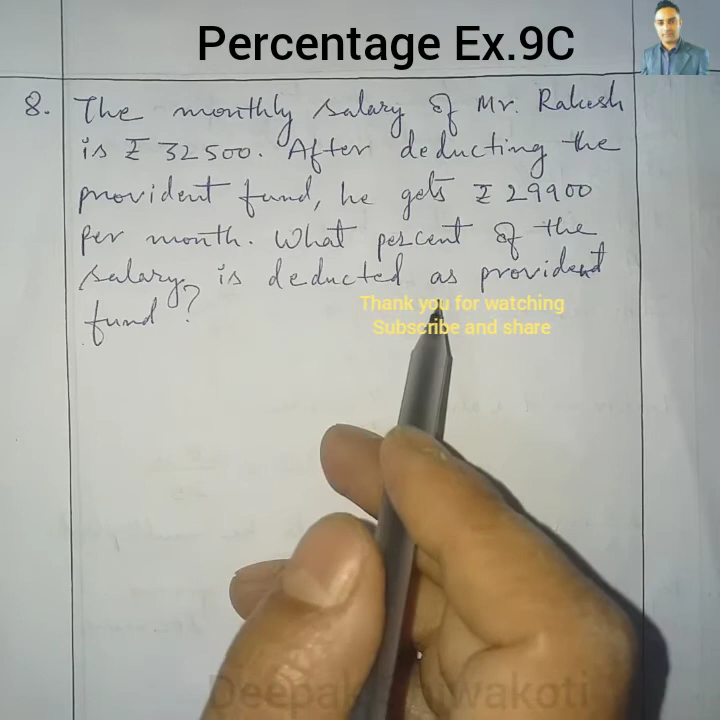 Percentage Ex.9C
8. The monthly salary of Mr. Rakesh
is ₹ 32500. After deducting the
provident fund, he gets ₹ 29900
per month. What percent of the
salary is deducted as provident
fund?
Thank you for watching
Subscribe and share